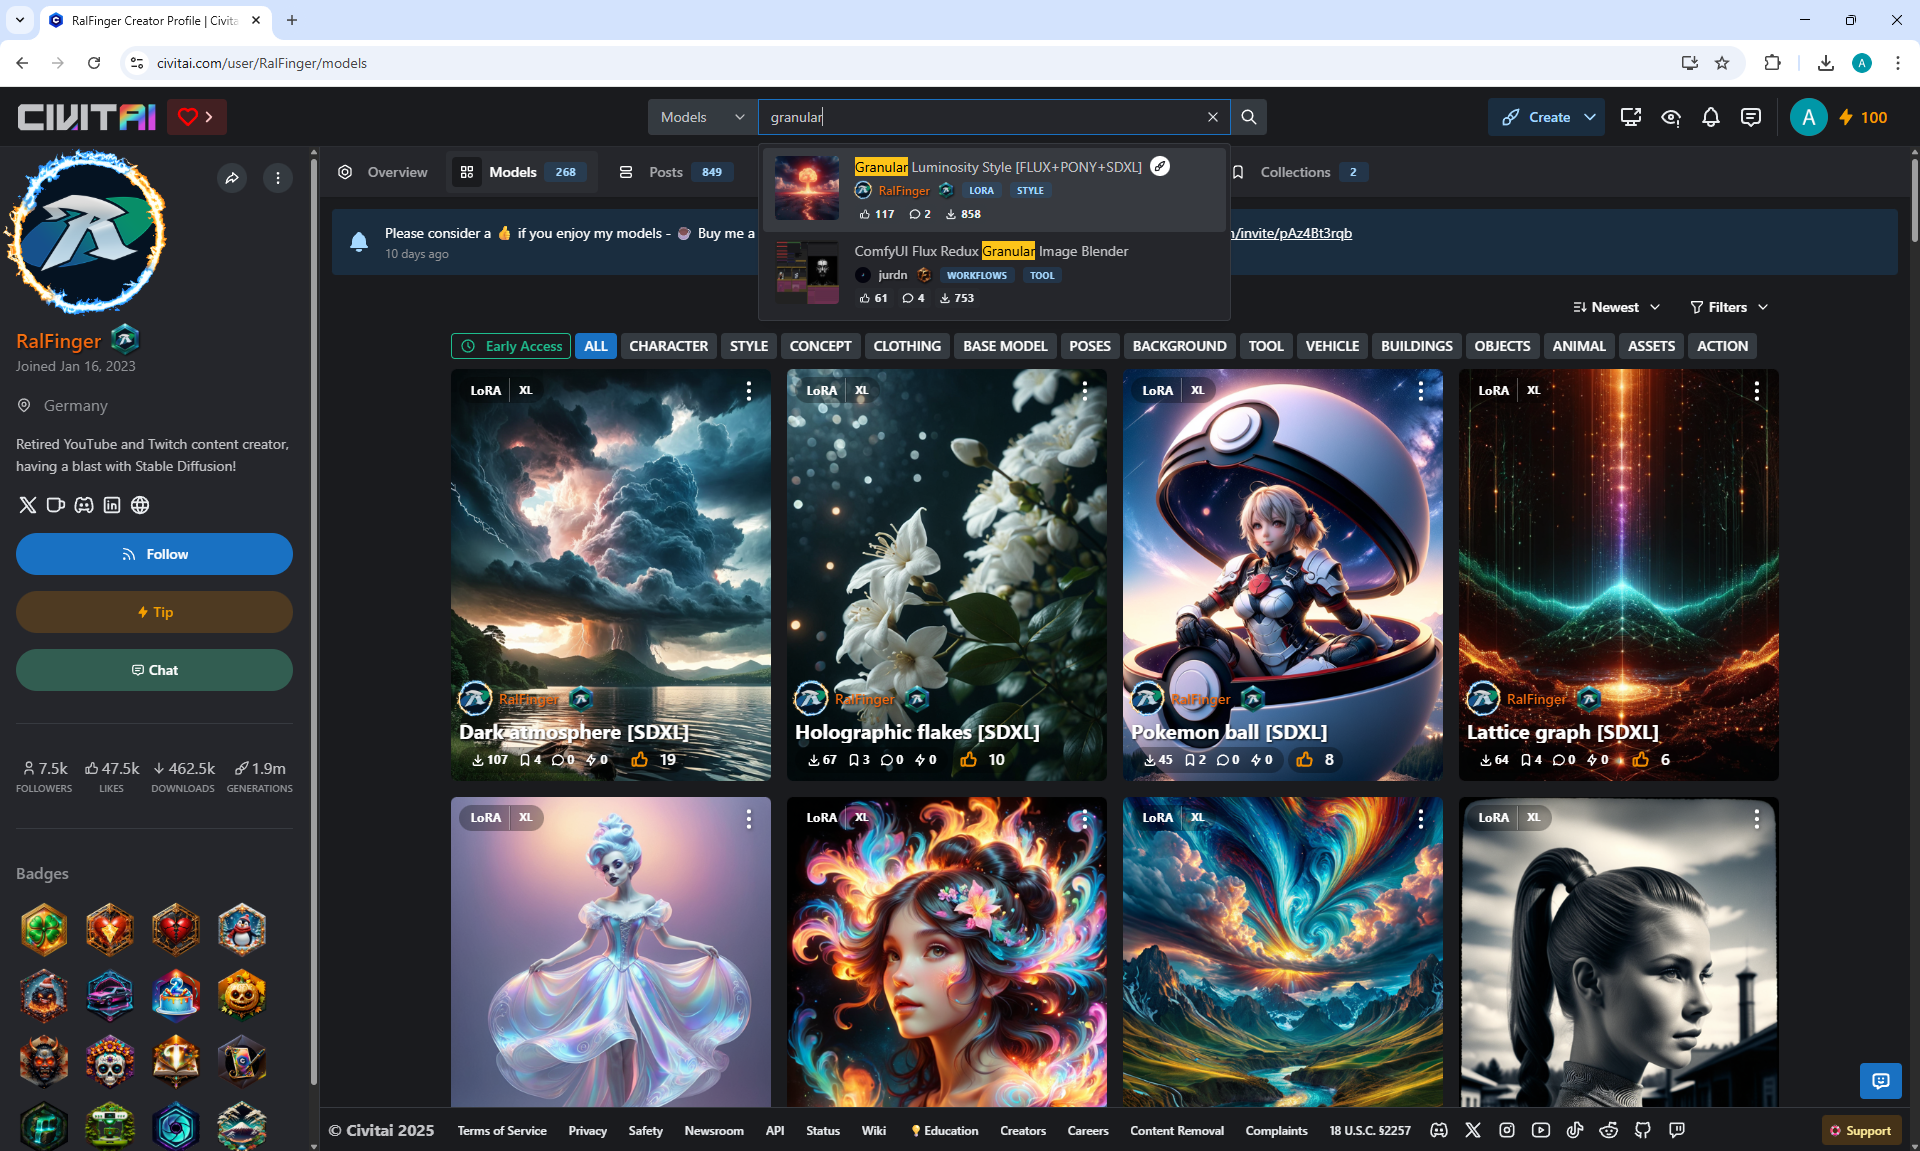 RalFinger Creator Profile | Civita
civitai.com/user/RalFinger/models
CIVITAI
Models
granular
Create
A
100
Overview
Models 268
Posts 849
Collections 2
Granular Luminosity Style [FLUX+PONY+SDXL]
RalFinger LORA STYLE
117 2 858
ComfyUI Flux Redux Granular Image Blender
jurdn WORKFLOWS TOOL
61 4 753
Please consider a 👍 if you enjoy my models - ☕ Buy me a
/invite/pAz4Bt3rqb
10 days ago
Newest
Filters
RalFinger
Joined Jan 16, 2023
Germany
Retired YouTube and Twitch content creator,
having a blast with Stable Diffusion!
Follow
Tip
Chat
7.5k 47.5k 462.5k 1.9m
FOLLOWERS LIKES DOWNLOADS GENERATIONS
Badges
Early Access ALL CHARACTER STYLE CONCEPT CLOTHING BASE MODEL POSES BACKGROUND TOOL VEHICLE BUILDINGS OBJECTS ANIMAL ASSETS ACTION
LoRA XL
RalFinger
Dark atmosphere [SDXL]
107 4 0 0 19
LoRA XL
RalFinger
Holographic flakes [SDXL]
67 3 0 0 10
LoRA XL
RalFinger
Pokemon ball [SDXL]
45 2 0 0 8
LoRA XL
RalFinger
Lattice graph [SDXL]
64 4 0 0 6
LoRA XL
LoRA XL
LoRA XL
LoRA XL
© Civitai 2025 Terms of Service Privacy Safety Newsroom API Status Wiki Education Creators Careers Content Removal Complaints 18 U.S.C. §2257
Support